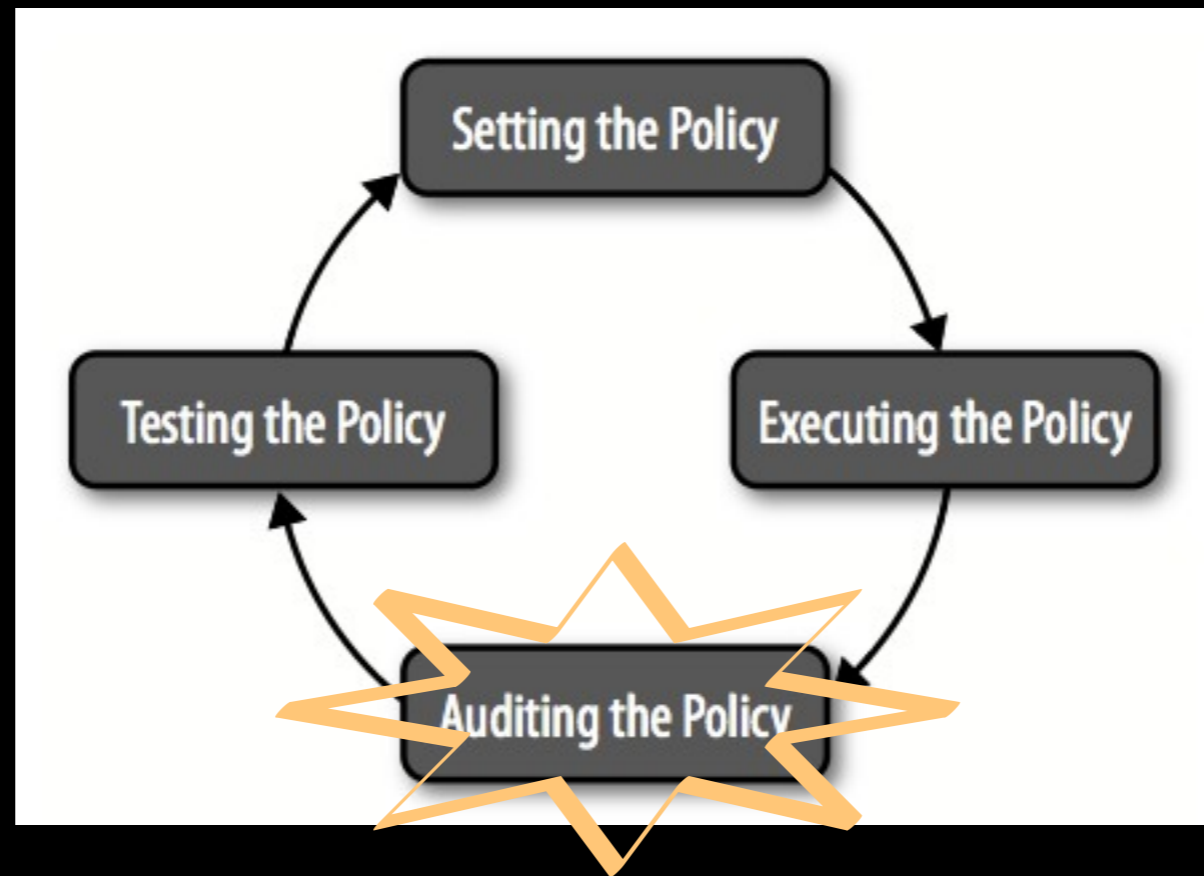 Setting the Policy
Testing the Policy
Executing the Policy
Auditing the Policy